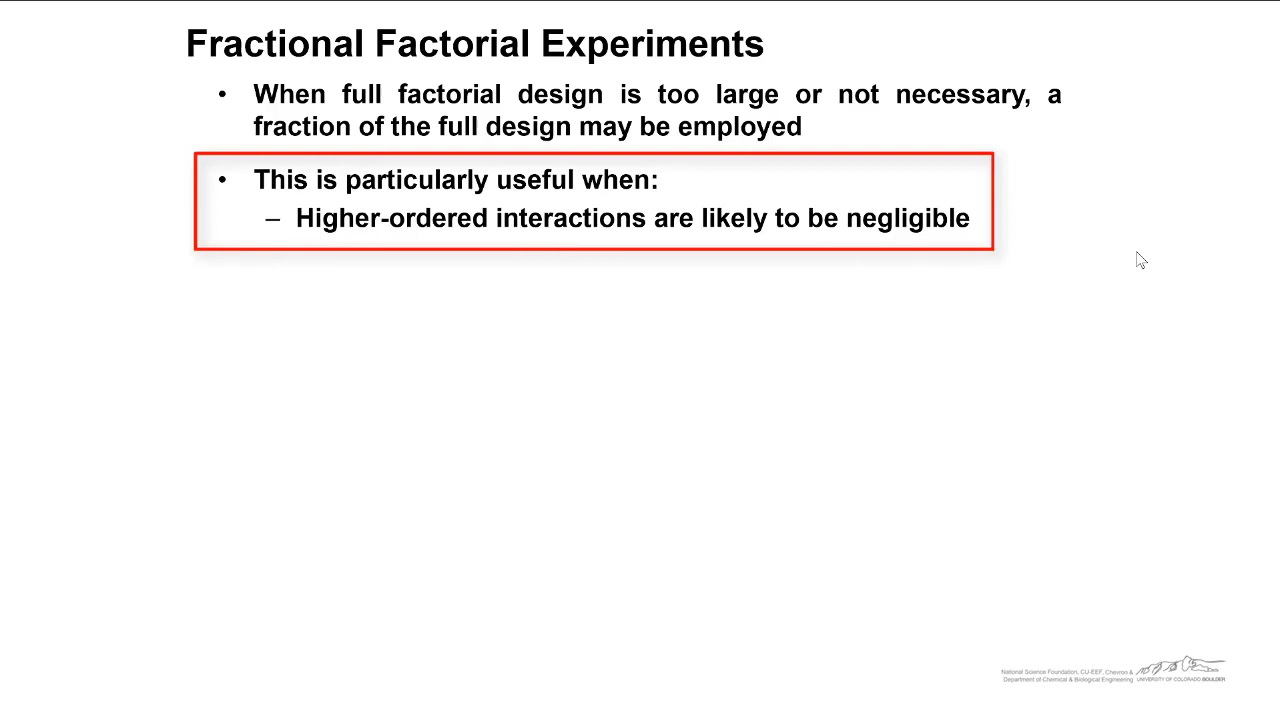 Fractional Factorial Experiments
• When full factorial design is too large or not necessary, a
fraction of the full design may be employed
• This is particularly useful when:
– Higher-ordered interactions are likely to be negligible
National Science Foundation, CU-EEF, Chevron &
Department of Chemical & Biological Engineering
UNIVERSITY OF COLORADO BOULDER